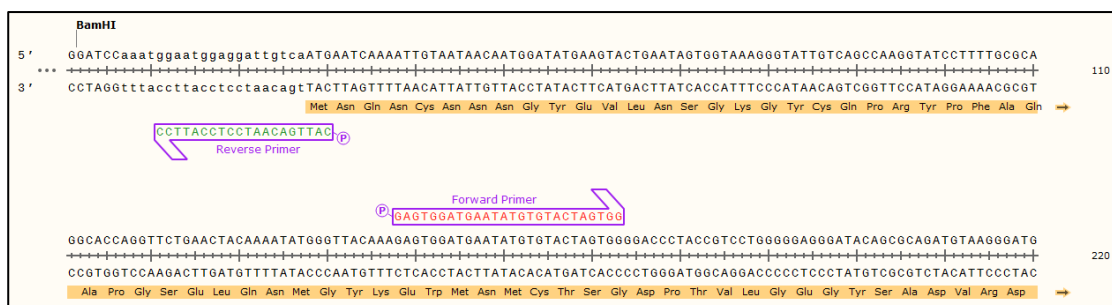 BamHI
5’ GGATCCaaatggaatggaggattgtcaATGAATCAAAATTGTAATAACAATGGATATGAAGTACTGAATAGTGGTAAAGGGTATTGTCAGCCAAGGTATCCTTTTGCGCA
... 110
3’ CCTAGGtttaccttacctcctaacagtTACTTAGTTTTAACATTATTGTTACCTATACTTCATGACTTATCACCATTTCCCATAACAGTCGGTTCCATAGGAAAACGCGT
Met Asn Gln Asn Cys Asn Asn Asn Gly Tyr Glu Val Leu Asn Ser Gly Lys Gly Tyr Cys Gln Pro Arg Tyr Pro Phe Ala Gln
CCTTACCTCCTAACAGTTAC P
Reverse Primer
Forward Primer
P GAGTGGATGAATATGTGTACTAGTGG
GGCACCAGGTTCTGAACTACAAAATATGGGTTACAAAGAGTGGATGAATATGTGTACTAGTGGGGACCCTACCGTCCTGGGGGAGGGATACAGCGCAGATGTAAGGGATG
220
CCGTGGTCCAAGACTTGATGTTTTATACCCAATGTTTCTCACCTACTTATACACATGATCACCCCTGGGATGGCAGGACCCCCTCCCTATGTCGCGTCTACATTCCCTAC
Ala Pro Gly Ser Glu Leu Gln Asn Met Gly Tyr Lys Glu Trp Met Asn Met Cys Thr Ser Gly Asp Pro Thr Val Leu Gly Glu Gly Tyr Ser Ala Asp Val Arg Asp